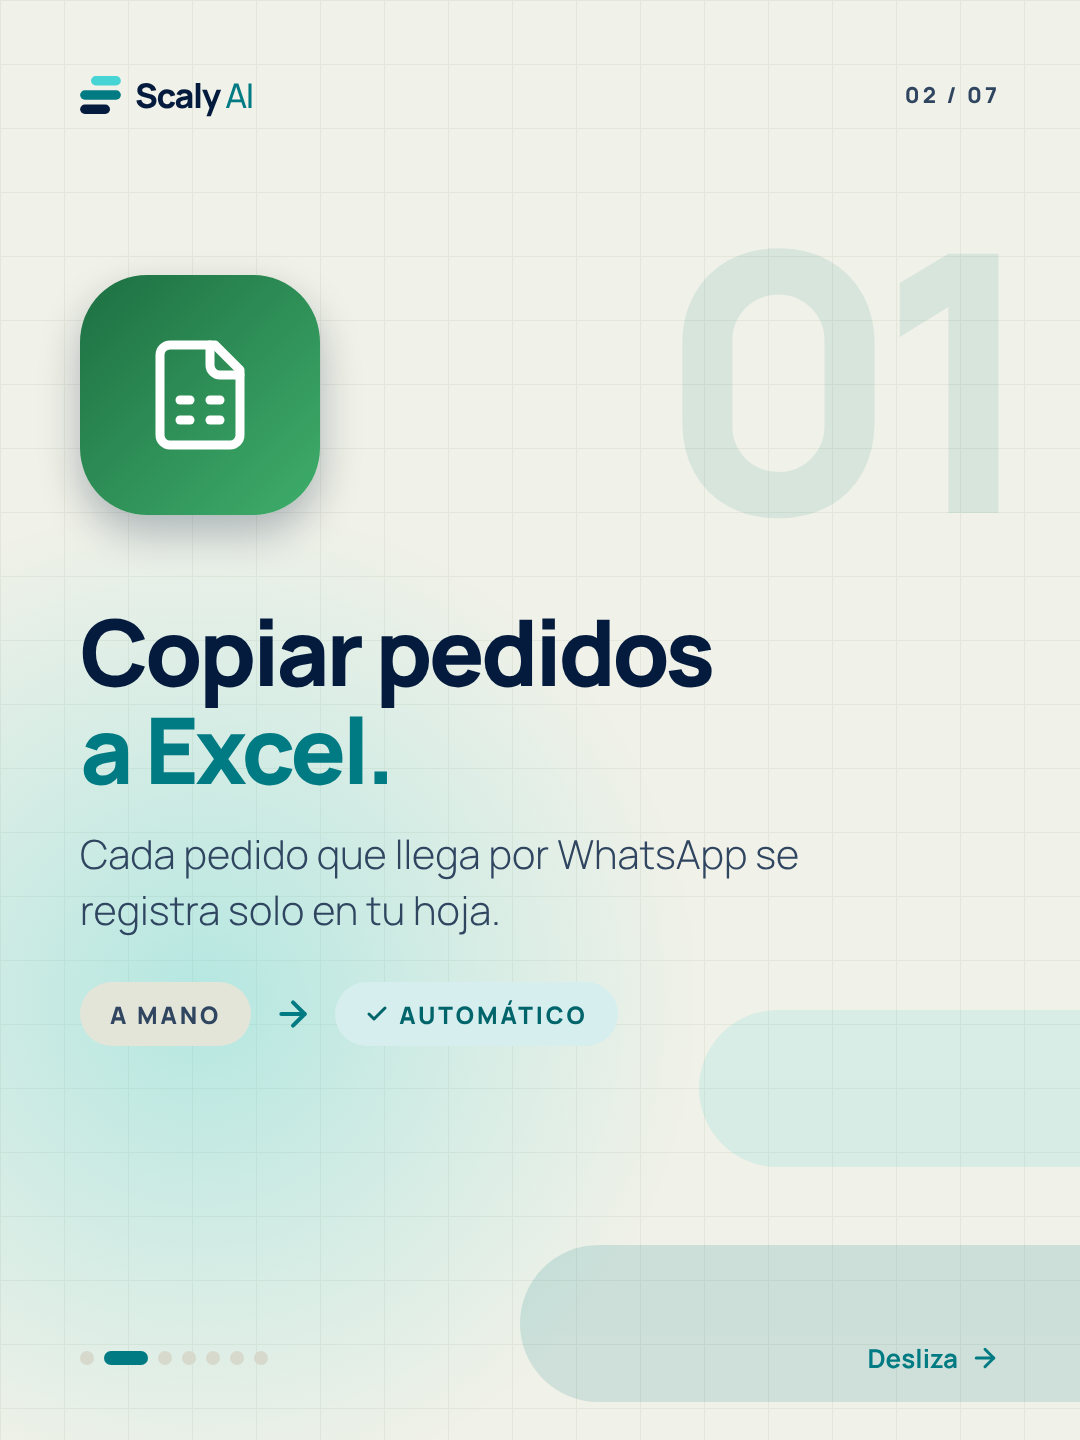 Scaly AI
02 / 07
01
Copiar pedidos
a Excel.
Cada pedido que llega por WhatsApp se
registra solo en tu hoja.
A MANO → ✓ AUTOMÁTICO
Desliza →